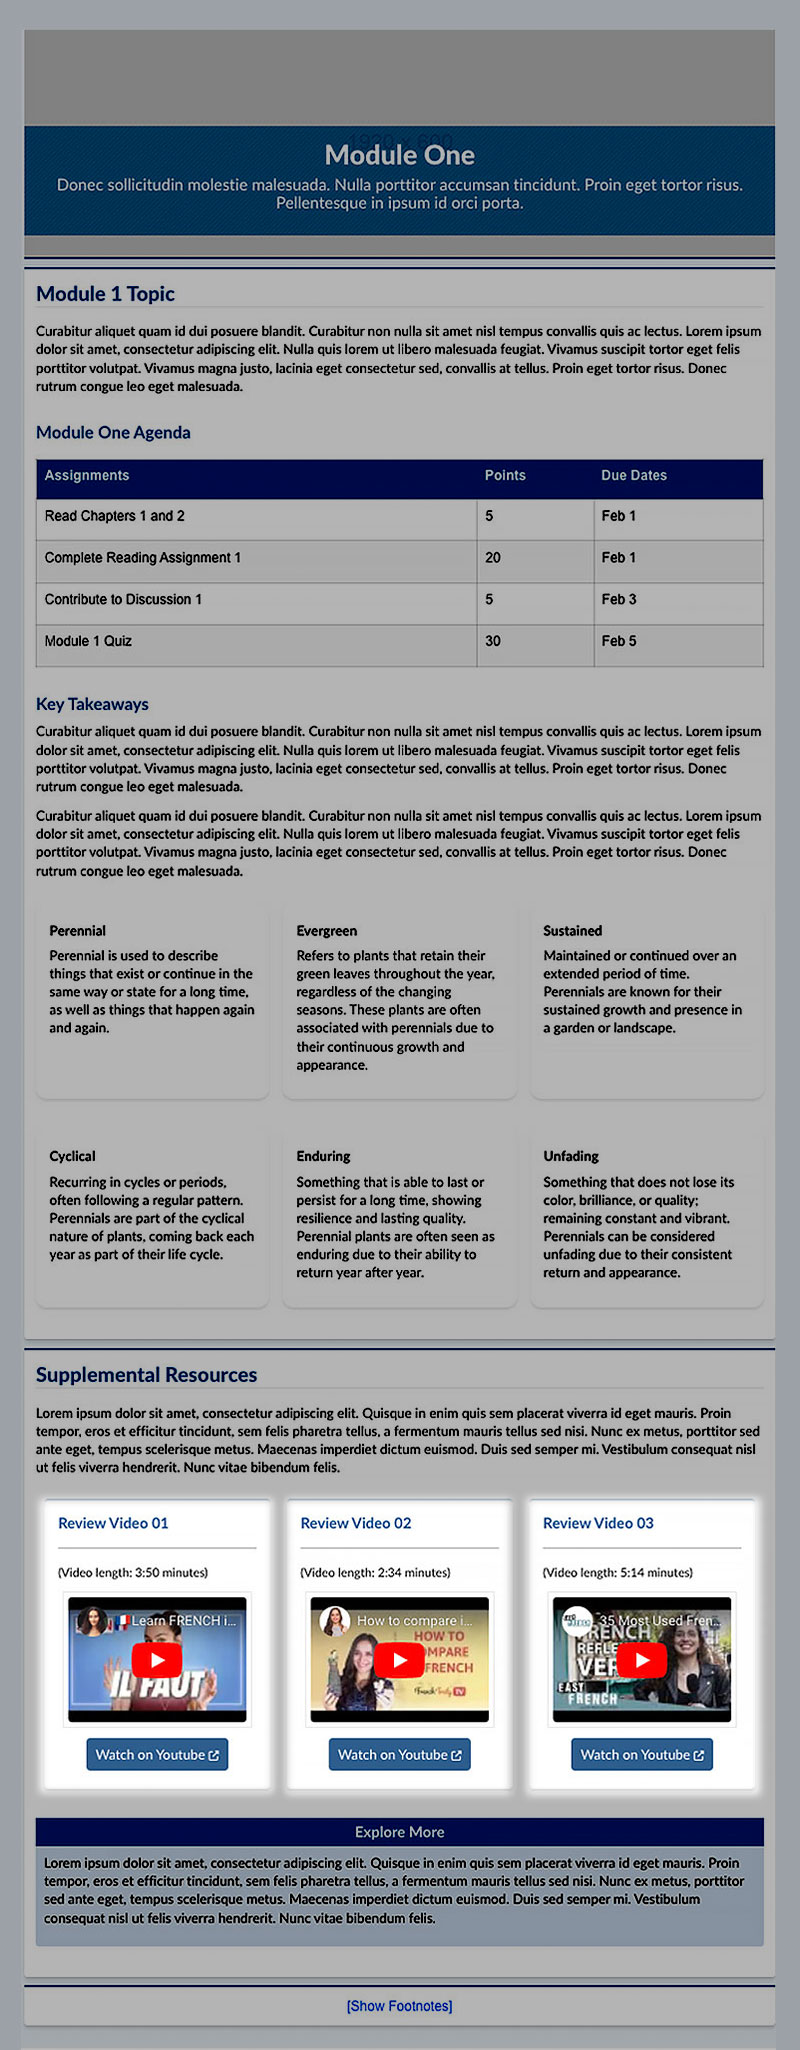 1920 x 600
Module One
Donec sollicitudin molestie malesuada. Nulla porttitor accumsan tincidunt. Proin eget tortor risus.
Pellentesque in ipsum id orci porta.
Module 1 Topic
Curabitur aliquet quam id dui posuere blandit. Curabitur non nulla sit amet nisl tempus convallis quis ac lectus. Lorem ipsum
dolor sit amet, consectetur adipiscing elit. Nulla quis lorem ut libero malesuada feugiat. Vivamus suscipit tortor eget felis
porttitor volutpat. Vivamus magna justo, lacinia eget consectetur sed, convallis at tellus. Proin eget tortor risus. Donec
rutrum congue leo eget malesuada.
Module One Agenda
Assignments Points Due Dates
Read Chapters 1 and 2 5 Feb 1
Complete Reading Assignment 1 20 Feb 1
Contribute to Discussion 1 5 Feb 3
Module 1 Quiz 30 Feb 5
Key Takeaways
Curabitur aliquet quam id dui posuere blandit. Curabitur non nulla sit amet nisl tempus convallis quis ac lectus. Lorem ipsum
dolor sit amet, consectetur adipiscing elit. Nulla quis lorem ut libero malesuada feugiat. Vivamus suscipit tortor eget felis
porttitor volutpat. Vivamus magna justo, lacinia eget consectetur sed, convallis at tellus. Proin eget tortor risus. Donec
rutrum congue leo eget malesuada.
Curabitur aliquet quam id dui posuere blandit. Curabitur non nulla sit amet nisl tempus convallis quis ac lectus. Lorem ipsum
dolor sit amet, consectetur adipiscing elit. Nulla quis lorem ut libero malesuada feugiat. Vivamus suscipit tortor eget felis
porttitor volutpat. Vivamus magna justo, lacinia eget consectetur sed, convallis at tellus. Proin eget tortor risus. Donec
rutrum congue leo eget malesuada.
Perennial
Perennial is used to describe
things that exist or continue in the
same way or state for a long time,
as well as things that happen again
and again.
Evergreen
Refers to plants that retain their
green leaves throughout the year,
regardless of the changing
seasons. These plants are often
associated with perennials due to
their continuous growth and
appearance.
Sustained
Maintained or continued over an
extended period of time.
Perennials are known for their
sustained growth and presence in
a garden or landscape.
Cyclical
Recurring in cycles or periods,
often following a regular pattern.
Perennials are part of the cyclical
nature of plants, coming back each
year as part of their life cycle.
Enduring
Something that is able to last or
persist for a long time, showing
resilience and lasting quality.
Perennial plants are often seen as
enduring due to their ability to
return year after year.
Unfading
Something that does not lose its
color, brilliance, or quality;
remaining constant and vibrant.
Perennials can be considered
unfading due to their consistent
return and appearance.
Supplemental Resources
Lorem ipsum dolor sit amet, consectetur adipiscing elit. Quisque in enim quis sem placerat viverra id eget mauris. Proin
tempor, eros et efficitur tincidunt, sem felis pharetra tellus, a fermentum mauris tellus sed nisi. Nunc ex metus, porttitor sed
ante eget, tempus scelerisque metus. Maecenas imperdiet dictum euismod. Duis sed semper mi. Vestibulum consequat nisl
ut felis viverra hendrerit. Nunc vitae bibendum felis.
Review Video 01
(Video length: 3:50 minutes)
Learn FRENCH i...
IL FAUT
Watch on Youtube
Review Video 02
(Video length: 2:34 minutes)
How to compare i...
HOW TO
FRENCH
Watch on Youtube
Review Video 03
(Video length: 5:14 minutes)
35 Most Used Fren...
FRENCH
REFLE
VER
EAST
FRENCH
Watch on Youtube
Explore More
Lorem ipsum dolor sit amet, consectetur adipiscing elit. Quisque in enim quis sem placerat viverra id eget mauris. Proin
tempor, eros et efficitur tincidunt, sem felis pharetra tellus, a fermentum mauris tellus sed nisi. Nunc ex metus, porttitor
sed ante eget, tempus scelerisque metus. Maecenas imperdiet dictum euismod. Duis sed semper mi. Vestibulum
consequat nisl ut felis viverra hendrerit. Nunc vitae bibendum felis.
[Show Footnotes]